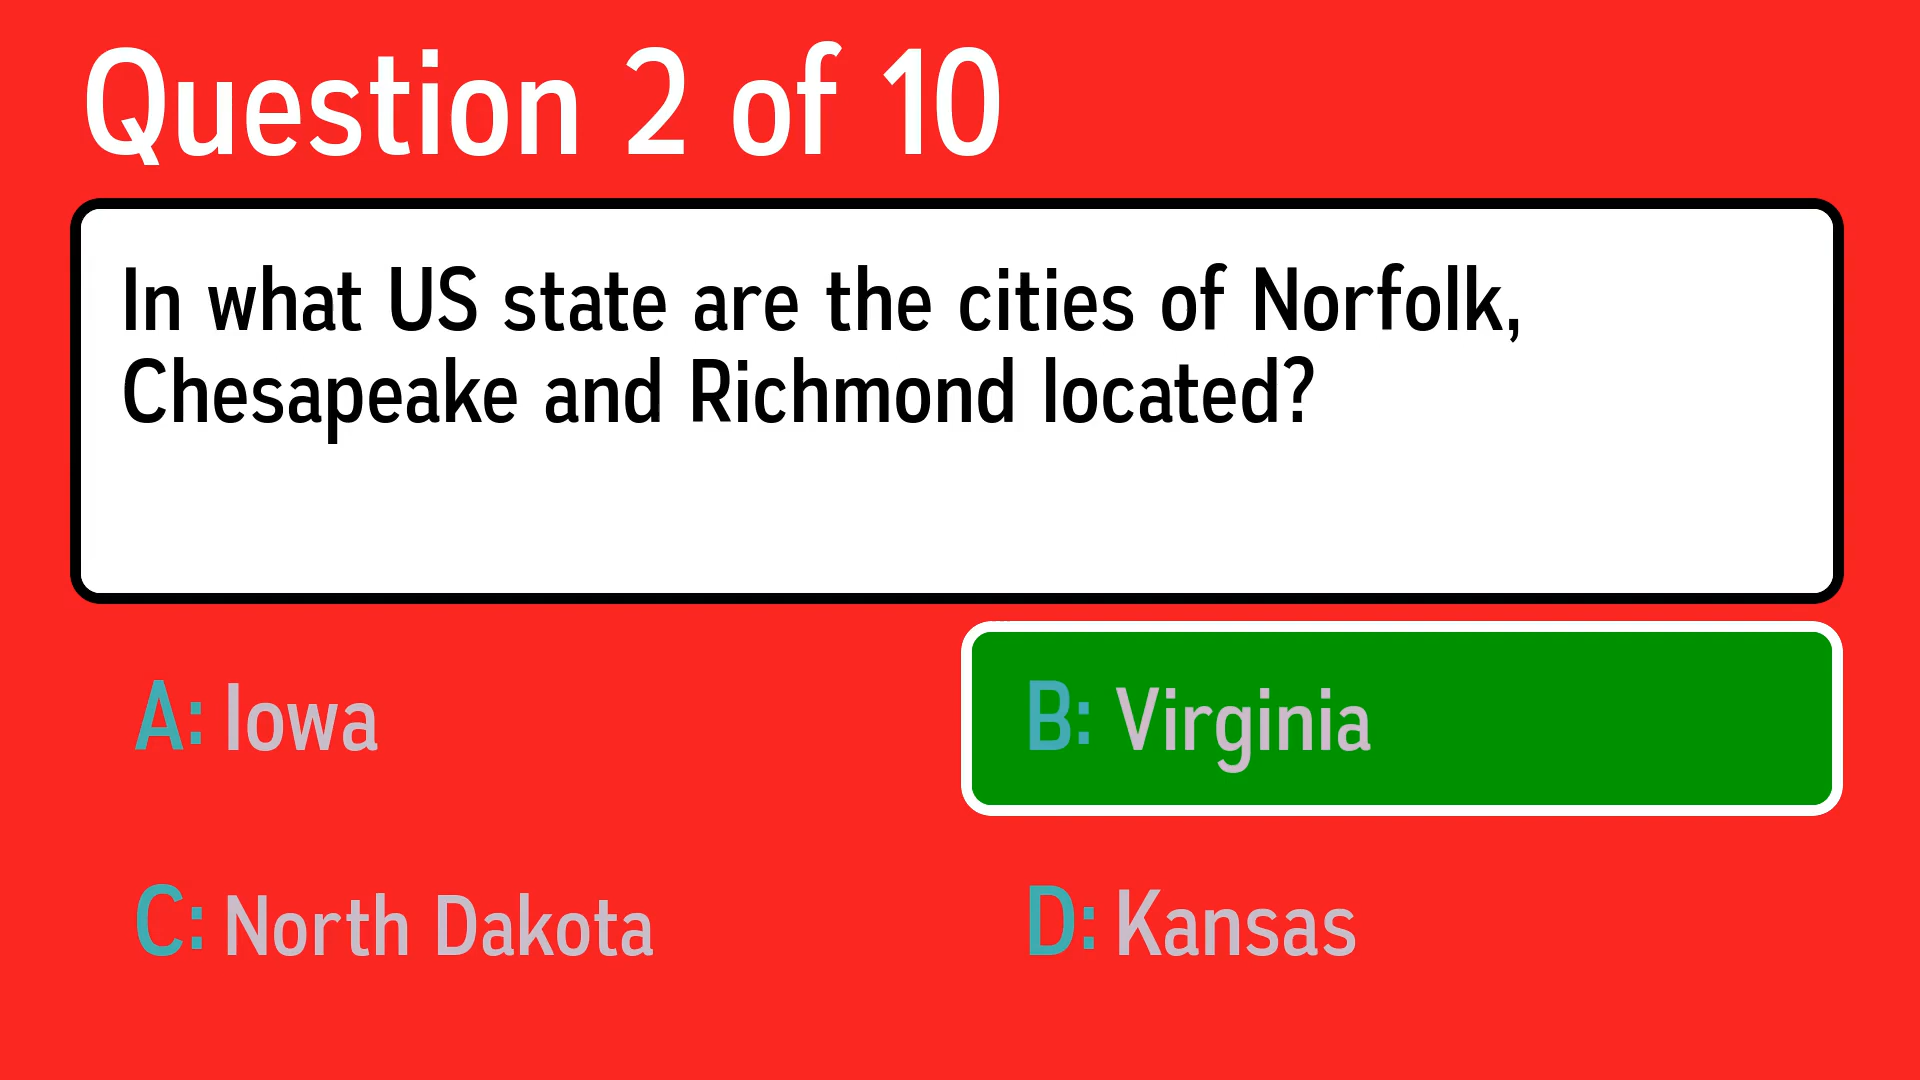 Question 2 of 10
In what US state are the cities of Norfolk,
Chesapeake and Richmond located?
A: Iowa
B: Virginia
C: North Dakota
D: Kansas